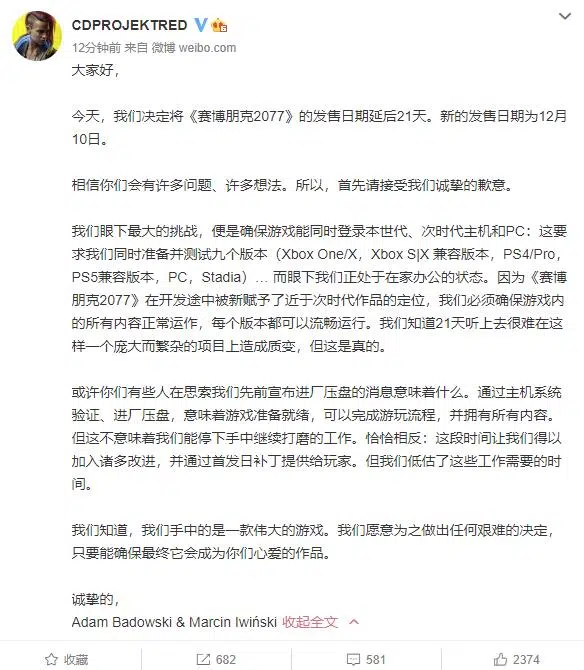 CDPROJEKTRED
12分钟前 来自 微博 weibo.com
大家好，
今天，我们决定将《赛博朋克2077》的发售日期延后21天。新的发售日期为12月
10日。
相信你们会有许多问题、许多想法。所以，首先请接受我们诚挚的歉意。
我们眼下最大的挑战，便是确保游戏能同时登录本世代、次时代主机和PC：这要
求我们同时准备并测试九个版本（Xbox One/X，Xbox S|X 兼容版本，PS4/Pro，
PS5兼容版本，PC，Stadia）… 而眼下我们正处于在家办公的状态。因为《赛博
朋克2077》在开发途中被新赋予了近于次时代作品的定位，我们必须确保游戏内
的所有内容正常运作，每个版本都可以流畅运行。我们知道21天听上去很难在这
样一个庞大而繁杂的项目上造成质变，但这是真的。
或许你们有些人在思索我们先前宣布进厂压盘的消息意味着什么。通过主机系统
验证、进厂压盘，意味着游戏准备就绪，可以完成游玩流程，并拥有所有内容。
但这不意味着我们能停下手中继续打磨的工作。恰恰相反：这段时间让我们得以
加入诸多改进，并通过首发日补丁提供给玩家。但我们低估了这些工作需要的时
间。
我们知道，我们手中的是一款伟大的游戏。我们愿意为之做出任何艰难的决定，
只要能确保最终它会成为你们心爱的作品。
诚挚的，
Adam Badowski & Marcin Iwiński 收起全文
收藏 682 581 2374